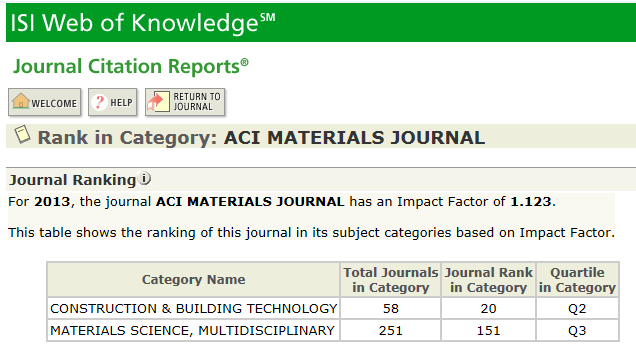 ISI Web of Knowledge℠
Journal Citation Reports®
WELCOME
? HELP
RETURN TO
JOURNAL
Rank in Category: ACI MATERIALS JOURNAL
Journal Ranking i
For 2013, the journal ACI MATERIALS JOURNAL has an Impact Factor of 1.123.
This table shows the ranking of this journal in its subject categories based on Impact Factor.
Category Name Total Journals in Category Journal Rank in Category Quartile in Category
CONSTRUCTION & BUILDING TECHNOLOGY 58 20 Q2
MATERIALS SCIENCE, MULTIDISCIPLINARY 251 151 Q3